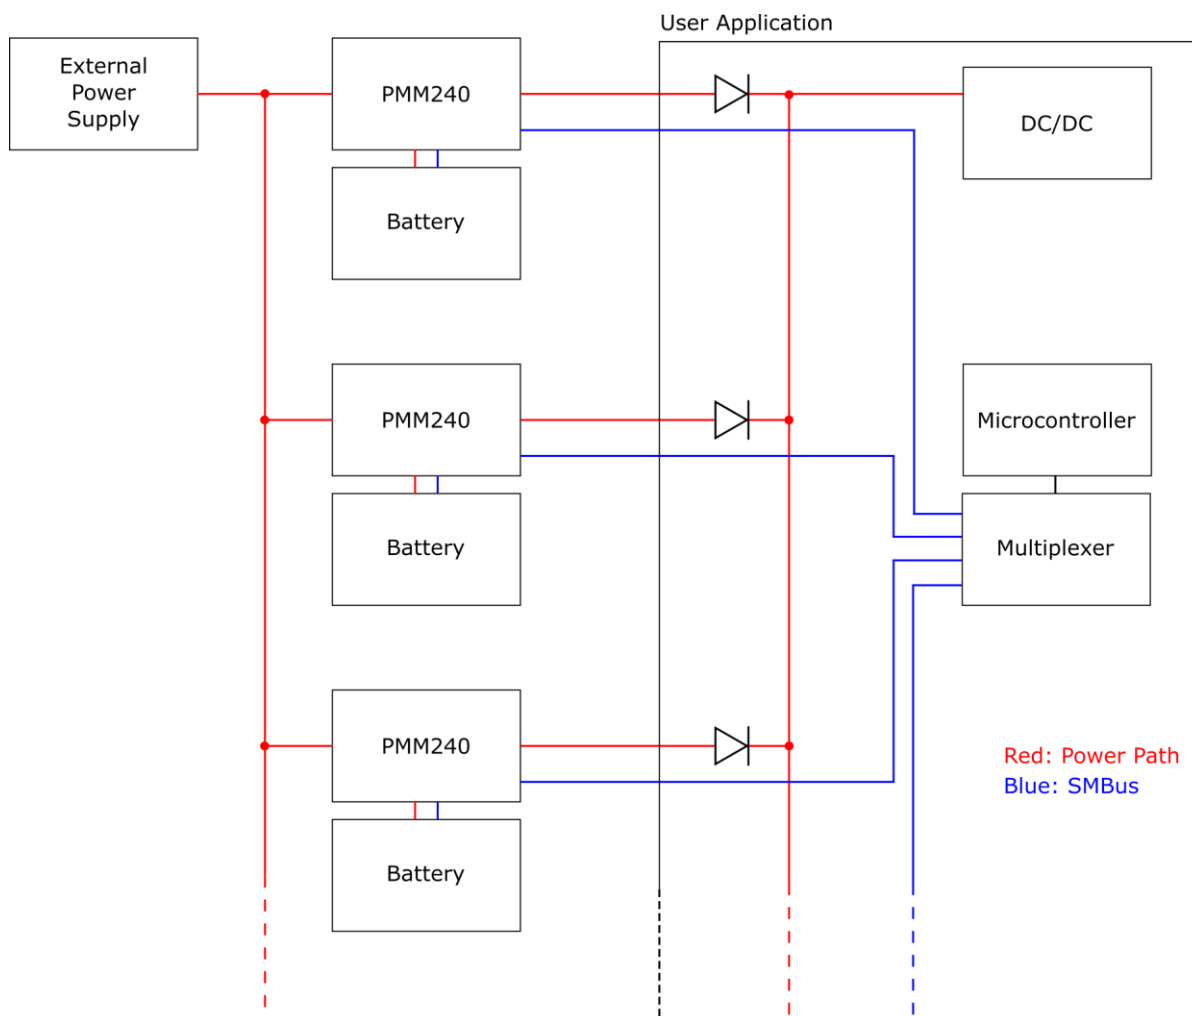 User Application
External
Power
Supply
PMM240
DC/DC
Battery
PMM240
Microcontroller
Battery
Multiplexer
PMM240
Red: Power Path
Blue: SMBus
Battery